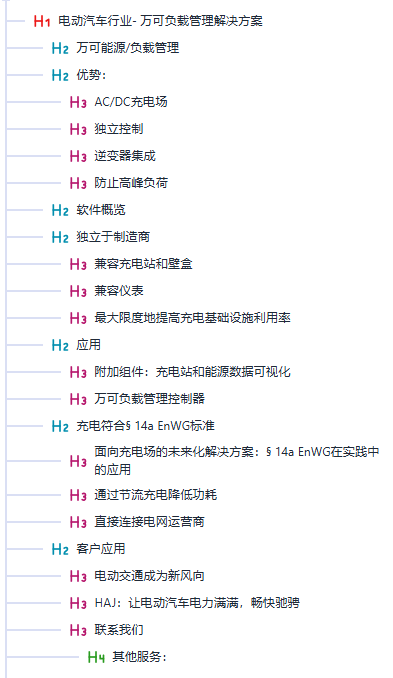 H1 电动汽车行业- 万可负载管理解决方案
H2 万可能源/负载管理
H2 优势：
H3 AC/DC充电场
H3 独立控制
H3 逆变器集成
H3 防止高峰负荷
H2 软件概览
H2 独立于制造商
H3 兼容充电站和壁盒
H3 兼容仪表
H3 最大限度地提高充电基础设施利用率
H2 应用
H3 附加组件：充电站和能源数据可视化
H3 万可负载管理控制器
H2 充电符合§ 14a EnWG标准
H3 面向充电场的未来化解决方案：§ 14a EnWG在实践中
的应用
H3 通过节流充电降低功耗
H3 直接连接电网运营商
H2 客户应用
H3 电动交通成为新风向
H3 HAJ：让电动汽车电力满满，畅快驰骋
H3 联系我们
H4 其他服务：